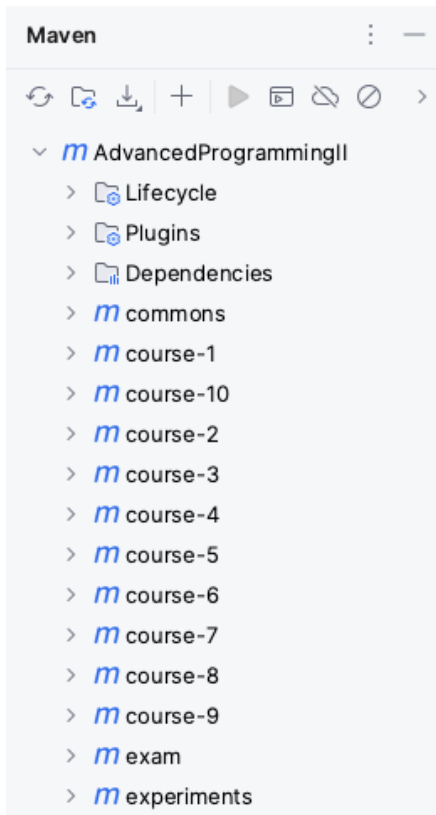 Maven
m AdvancedProgrammingII
Lifecycle
Plugins
Dependencies
m commons
m course-1
m course-10
m course-2
m course-3
m course-4
m course-5
m course-6
m course-7
m course-8
m course-9
m exam
m experiments